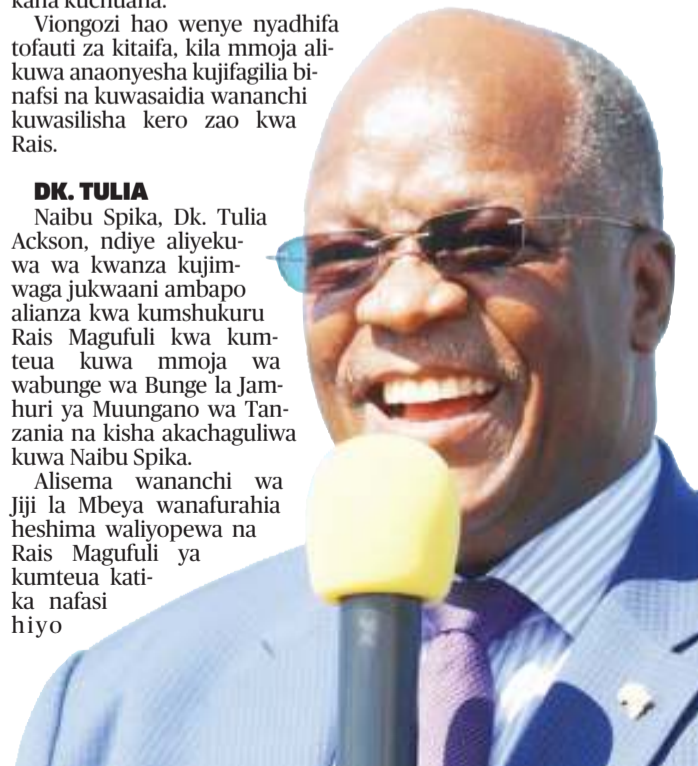 kana kuchuana.
Viongozi hao wenye nyadhifa
tofauti za kitaifa, kila mmoja ali-
kuwa anaonyesha kujifagilia bi-
nafsi na kuwasaidia wananchi
kuwasilisha kero zao kwa
Rais.
DK. TULIA
Naibu Spika, Dk. Tulia
Ackson, ndiye aliyeku-
wa wa kwanza kujim-
waga jukwaani ambapo
alianza kwa kumshukuru
Rais Magufuli kwa kum-
teua kuwa mmoja wa
wabunge wa Bunge la Jam-
huri ya Muungano wa Tan-
zania na kisha akachaguliwa
kuwa Naibu Spika.
Alisema wananchi wa
Jiji la Mbeya wanafurahia
heshima waliyopewa na
Rais Magufuli ya
kumteua kati-
ka nafasi
hiyo